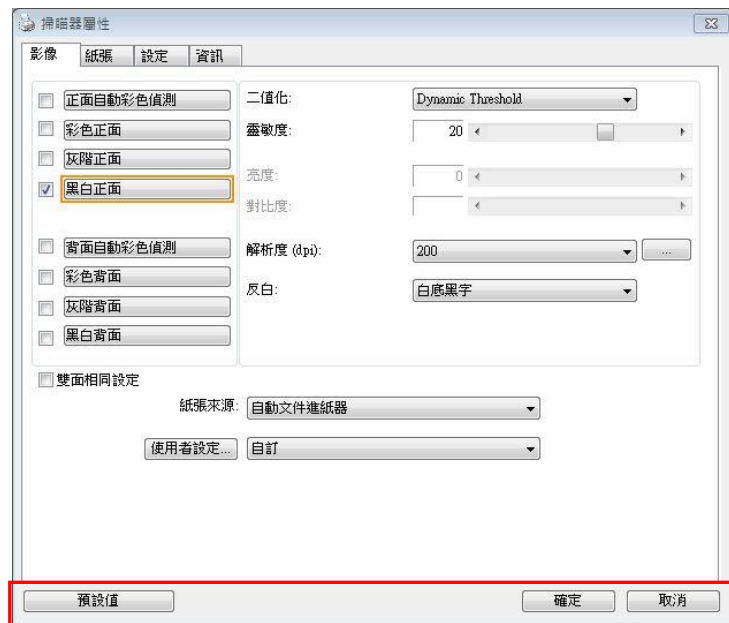 掃瞄器屬性
影像 紙張 設定 資訊
正面自動彩色偵測
彩色正面
灰階正面
黑白正面
背面自動彩色偵測
彩色背面
灰階背面
黑白背面
二值化: Dynamic Threshold
靈敏度: 20
亮度: 0
對比度:
解析度 (dpi): 200 ...
反白: 白底黑字
雙面相同設定
紙張來源: 自動文件進紙器
使用者設定... 自訂
預設值 確定 取消